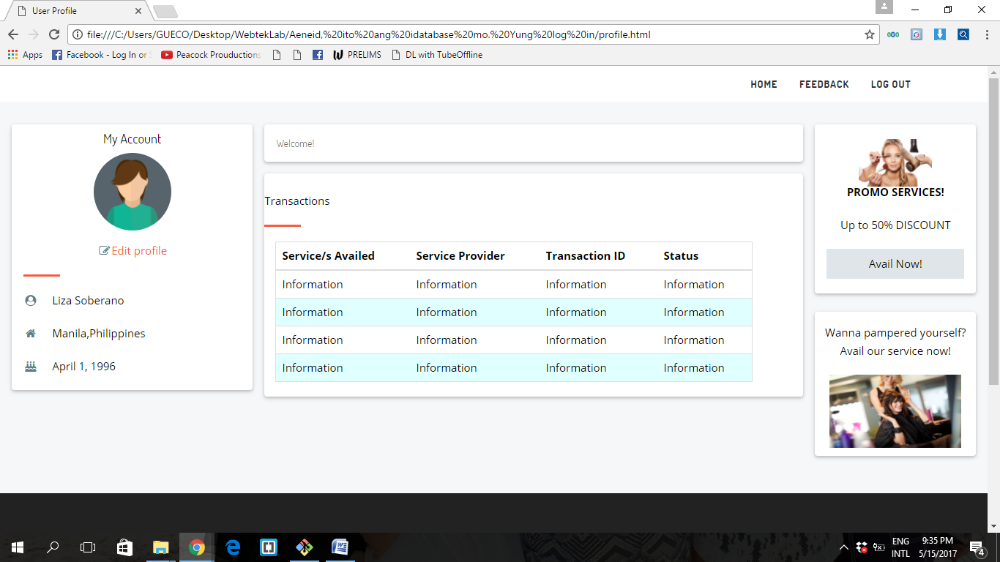 User Profile
file:///C:/Users/GUECO/Desktop/WebtekLab/Aeneid,%20ito%20ang%20idatabase%20mo.%20Yung%20log%20in/profile.html
Apps Facebook - Log In or Peacock Prouductions PRELIMS DL with TubeOffline
HOME FEEDBACK LOG OUT
My Account
Edit profile
Liza Soberano
Manila,Philippines
April 1, 1996
Welcome!
Transactions
Service/s Availed Service Provider Transaction ID Status
Information Information Information Information
Information Information Information Information
Information Information Information Information
Information Information Information Information
PROMO SERVICES!
Up to 50% DISCOUNT
Avail Now!
Wanna pampered yourself?
Avail our service now!
ENG 9:35 PM
INTL 5/15/2017
4